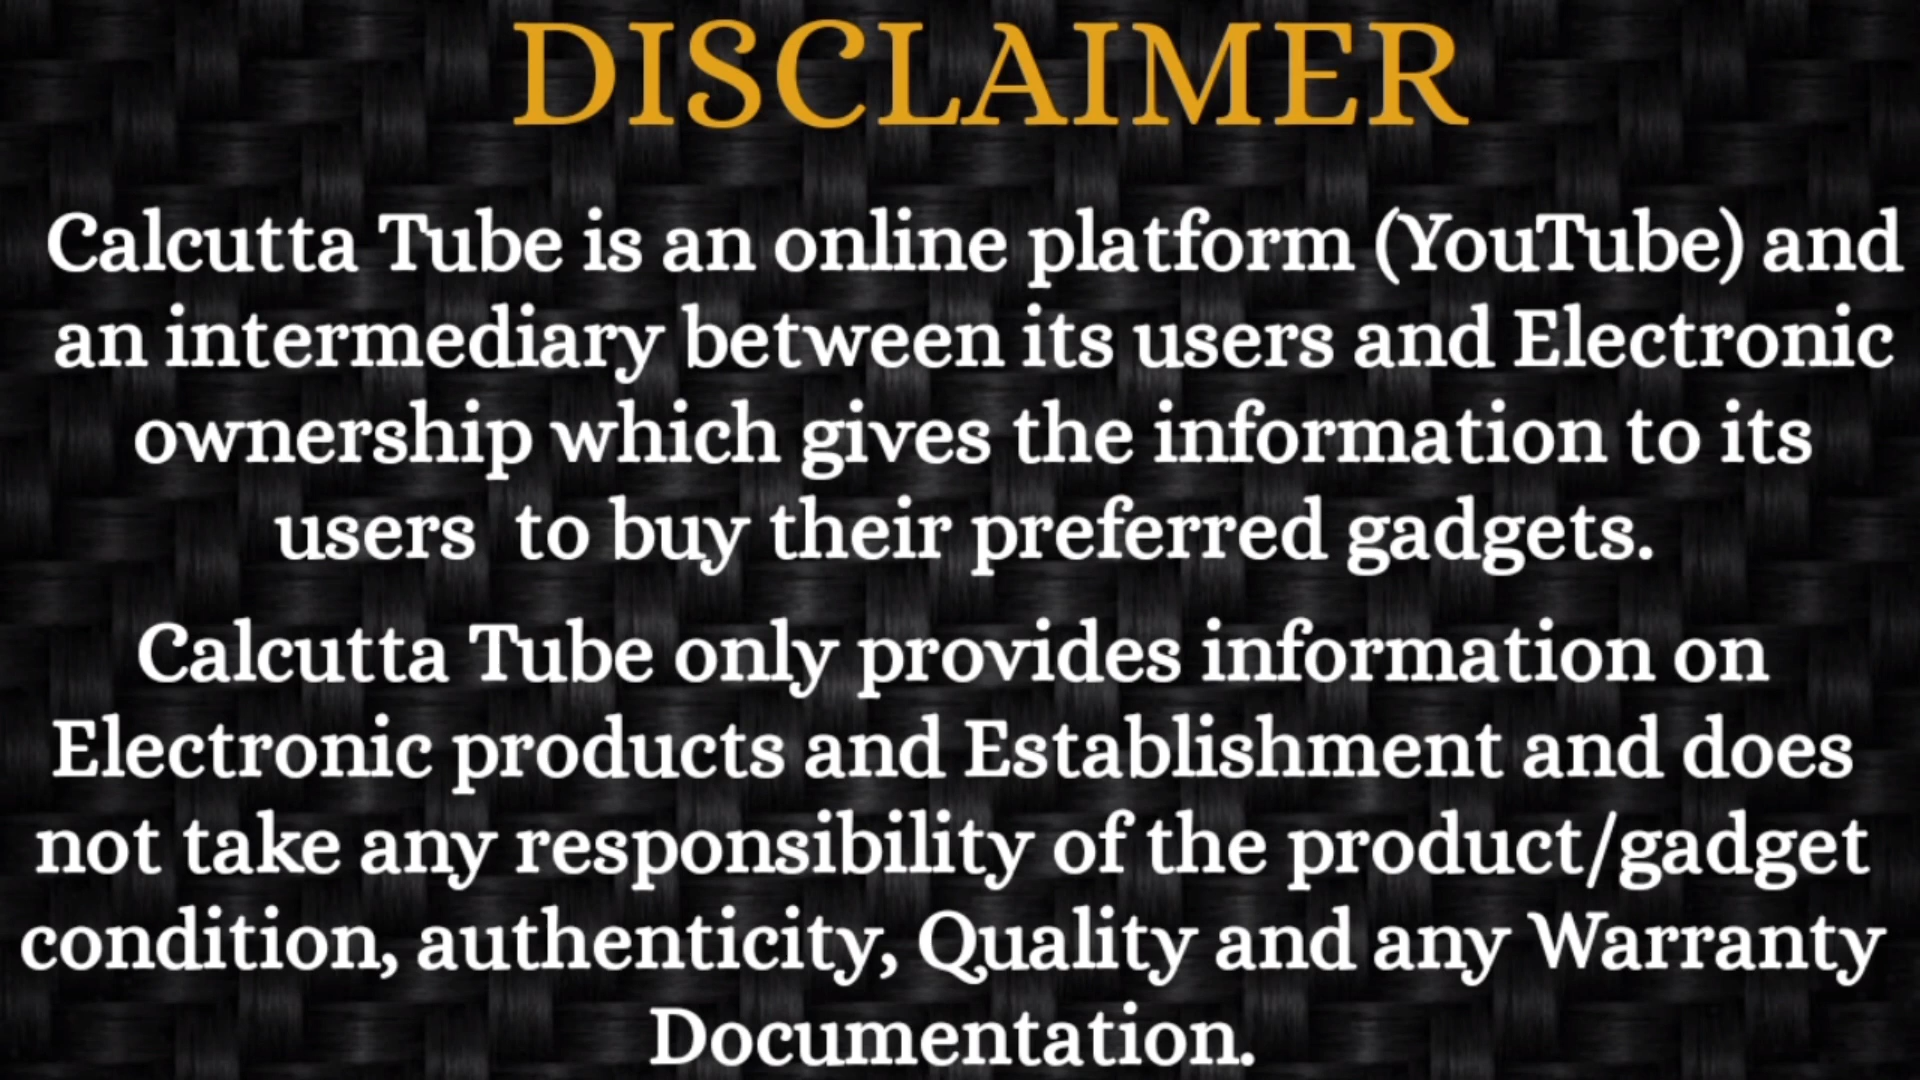 DISCLAIMER
Calcutta Tube is an online platform (YouTube) and
an intermediary between its users and Electronic
ownership which gives the information to its
users  to buy their preferred gadgets.
Calcutta Tube only provides information on
Electronic products and Establishment and does
not take any responsibility of the product/gadget
condition, authenticity, Quality and any Warranty
Documentation.